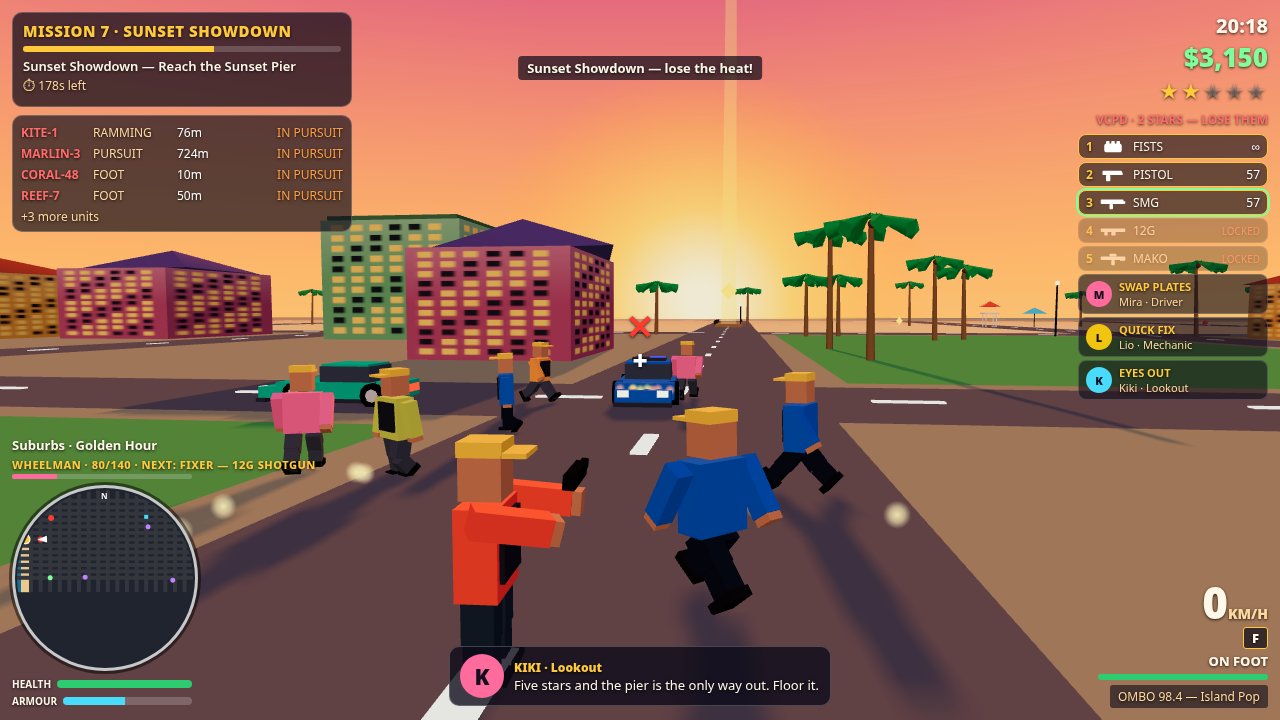 MISSION 7 · SUNSET SHOWDOWN
Sunset Showdown — Reach the Sunset Pier
⏱ 178s left
KITE-1 RAMMING 76m IN PURSUIT
MARLIN-3 PURSUIT 724m IN PURSUIT
CORAL-48 FOOT 10m IN PURSUIT
REEF-7 FOOT 50m IN PURSUIT
+3 more units
Sunset Showdown — lose the heat!
20:18
$3,150
VCPD · 2 STARS — LOSE THEM
1 FISTS ∞
2 PISTOL 57
3 SMG 57
4 12G LOCKED
5 MAKO LOCKED
M SWAP PLATES
Mira · Driver
L QUICK FIX
Lio · Mechanic
K EYES OUT
Kiki · Lookout
Suburbs · Golden Hour
WHEELMAN · 80/140 · NEXT: FIXER — 12G SHOTGUN
N
HEALTH
ARMOUR
K KIKI · Lookout
Five stars and the pier is the only way out. Floor it.
0 KM/H
F
ON FOOT
OMBO 98.4 — Island Pop